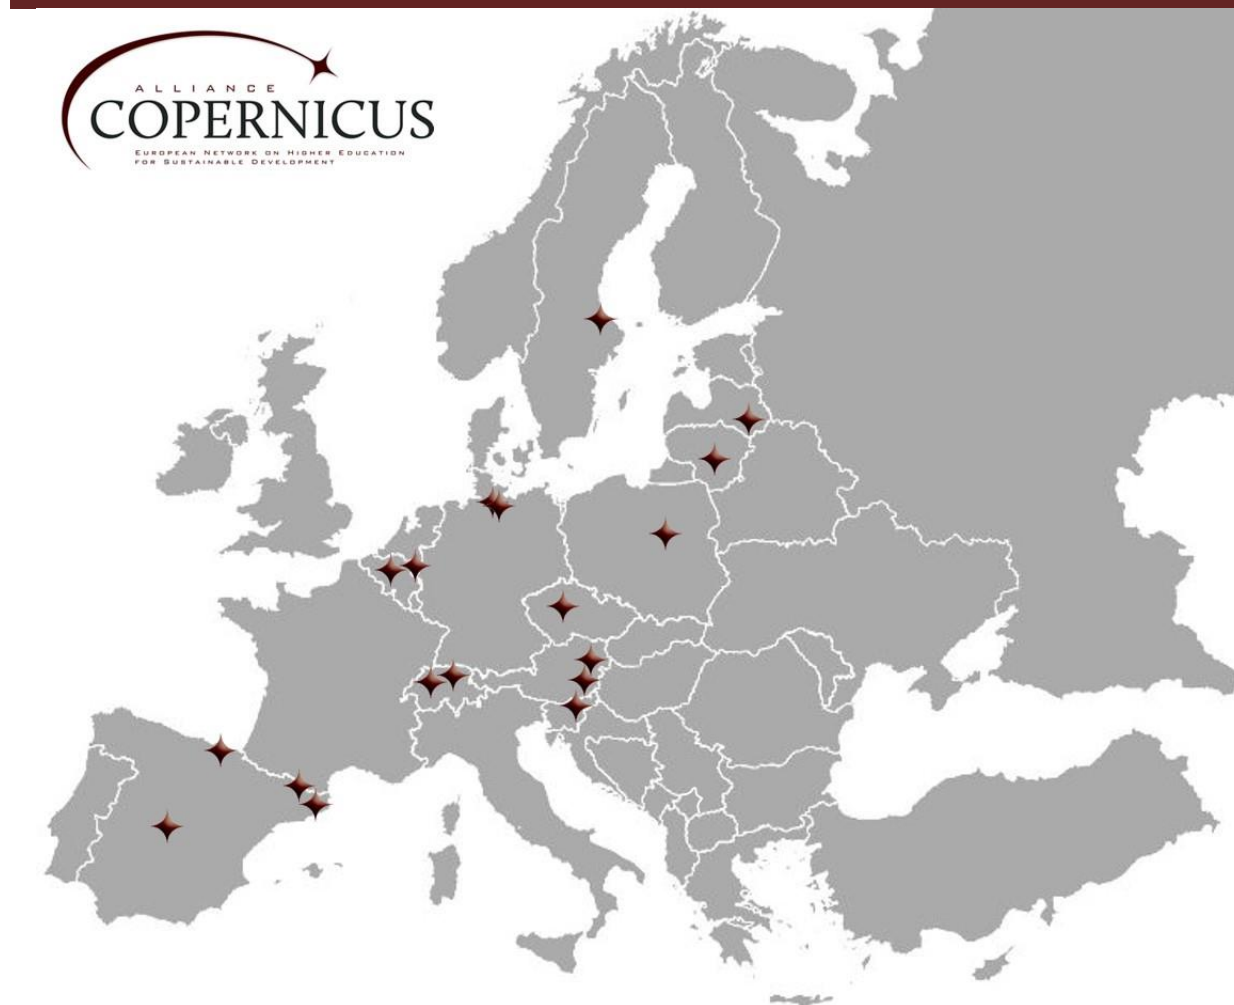 ALLIANCE
COPERNICUS
EUROPEAN NETWORK ON HIGHER EDUCATION
FOR SUSTAINABLE DEVELOPMENT